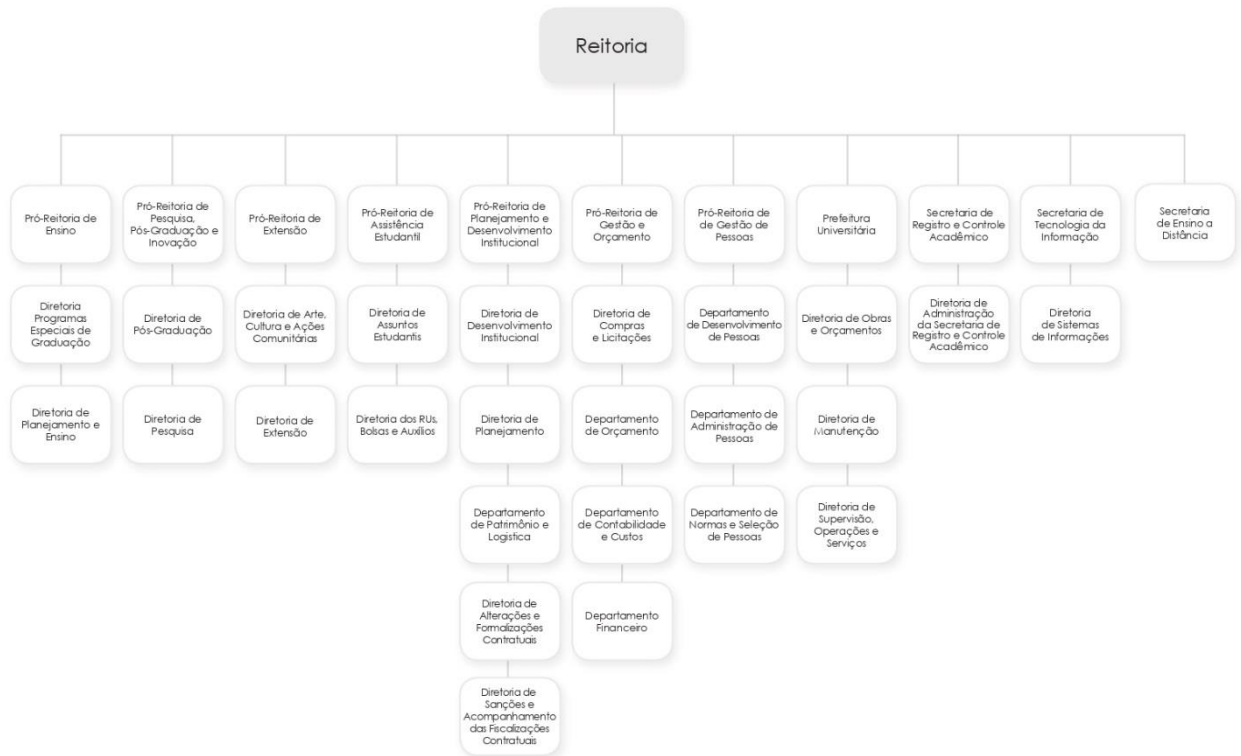 Reitoria
Pró-Reitoria de
Ensino
Pró-Reitoria de
Pesquisa,
Pós-Graduação e
Inovação
Pró-Reitoria de
Extensão
Pró-Reitoria de
Assistência
Estudantil
Pró-Reitoria de
Planejamento e
Desenvolvimento
Institucional
Pró-Reitoria de
Gestão e
Orçamento
Pró-Reitoria de
de Gestão de
Pessoas
Prefeitura
Universitária
Secretaria de
Registro e Controle
Acadêmico
Secretaria de
Tecnologia da
Informação
Secretaria
de Ensino a
Distância
Diretoria
Programas
Especiais de
Graduação
Diretoria de
Pós-Graduação
Diretoria de Arte,
Cultura e Ações
Comunitárias
Diretoria de
Assuntos
Estudantis
Diretoria de
Desenvolvimento
Institucional
Diretoria de
Compras
e Licitações
Departamento
de Desenvolvimento
de Pessoas
Diretoria de Obras
e Orçamentos
Diretoria de
Administração
da Secretaria de
Registro e Controle
Acadêmico
Diretoria
de Sistemas
de Informações
Diretoria de
Planejamento e
Ensino
Diretoria de
Pesquisa
Diretoria de
Extensão
Diretoria dos RUs,
Bolsas e Auxílios
Diretoria de
Planejamento
Departamento
de Orçamento
Departamento de
Administração de
Pessoas
Diretoria de
Manutenção
Departamento
de Patrimônio e
Logistica
Departamento
de Contabilidade
e Custos
Departamento de
Normas e Seleção
de Pessoas
Diretoria de
Supervisão,
Operações e
Serviços
Diretoria de
Alterações e
Formalizações
Contratuais
Departamento
Financeiro
Diretoria de
Sanções e
Acompanhamento
das Fiscalizações
Contratuais